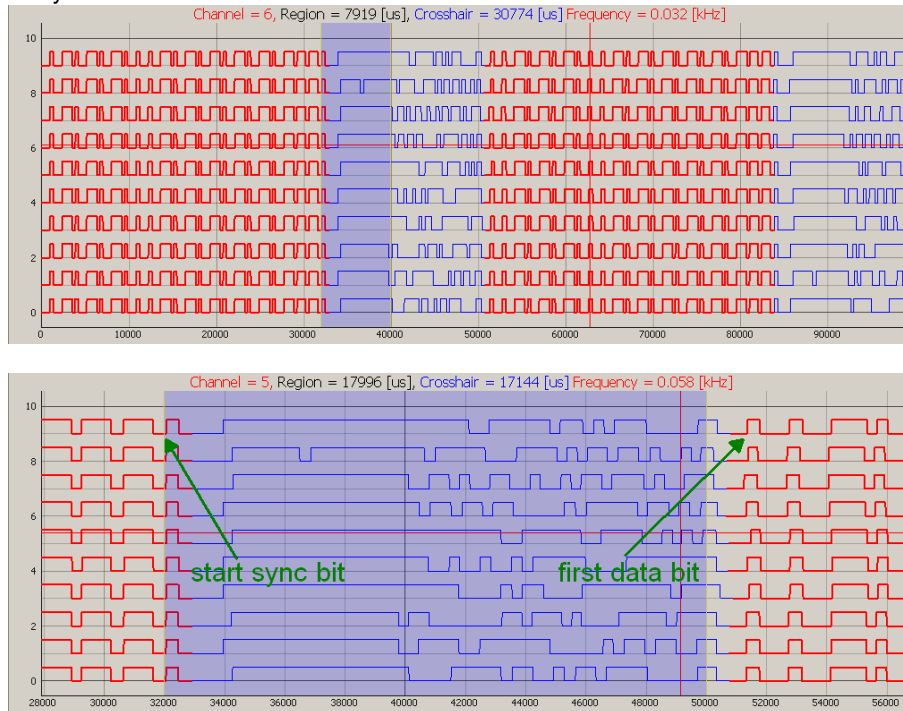 Channel = 6, Region = 7919 [us], Crosshair = 30774 [us] Frequency = 0.032 [kHz]
10
8
6
4
2
0
0 10000 20000 30000 40000 50000 60000 70000 80000 90000
Channel = 5, Region = 17996 [us], Crosshair = 17144 [us] Frequency = 0.058 [kHz]
10
8
6
4
start sync bit first data bit
2
0
28000 30000 32000 34000 36000 38000 40000 42000 44000 46000 48000 50000 52000 54000 56000